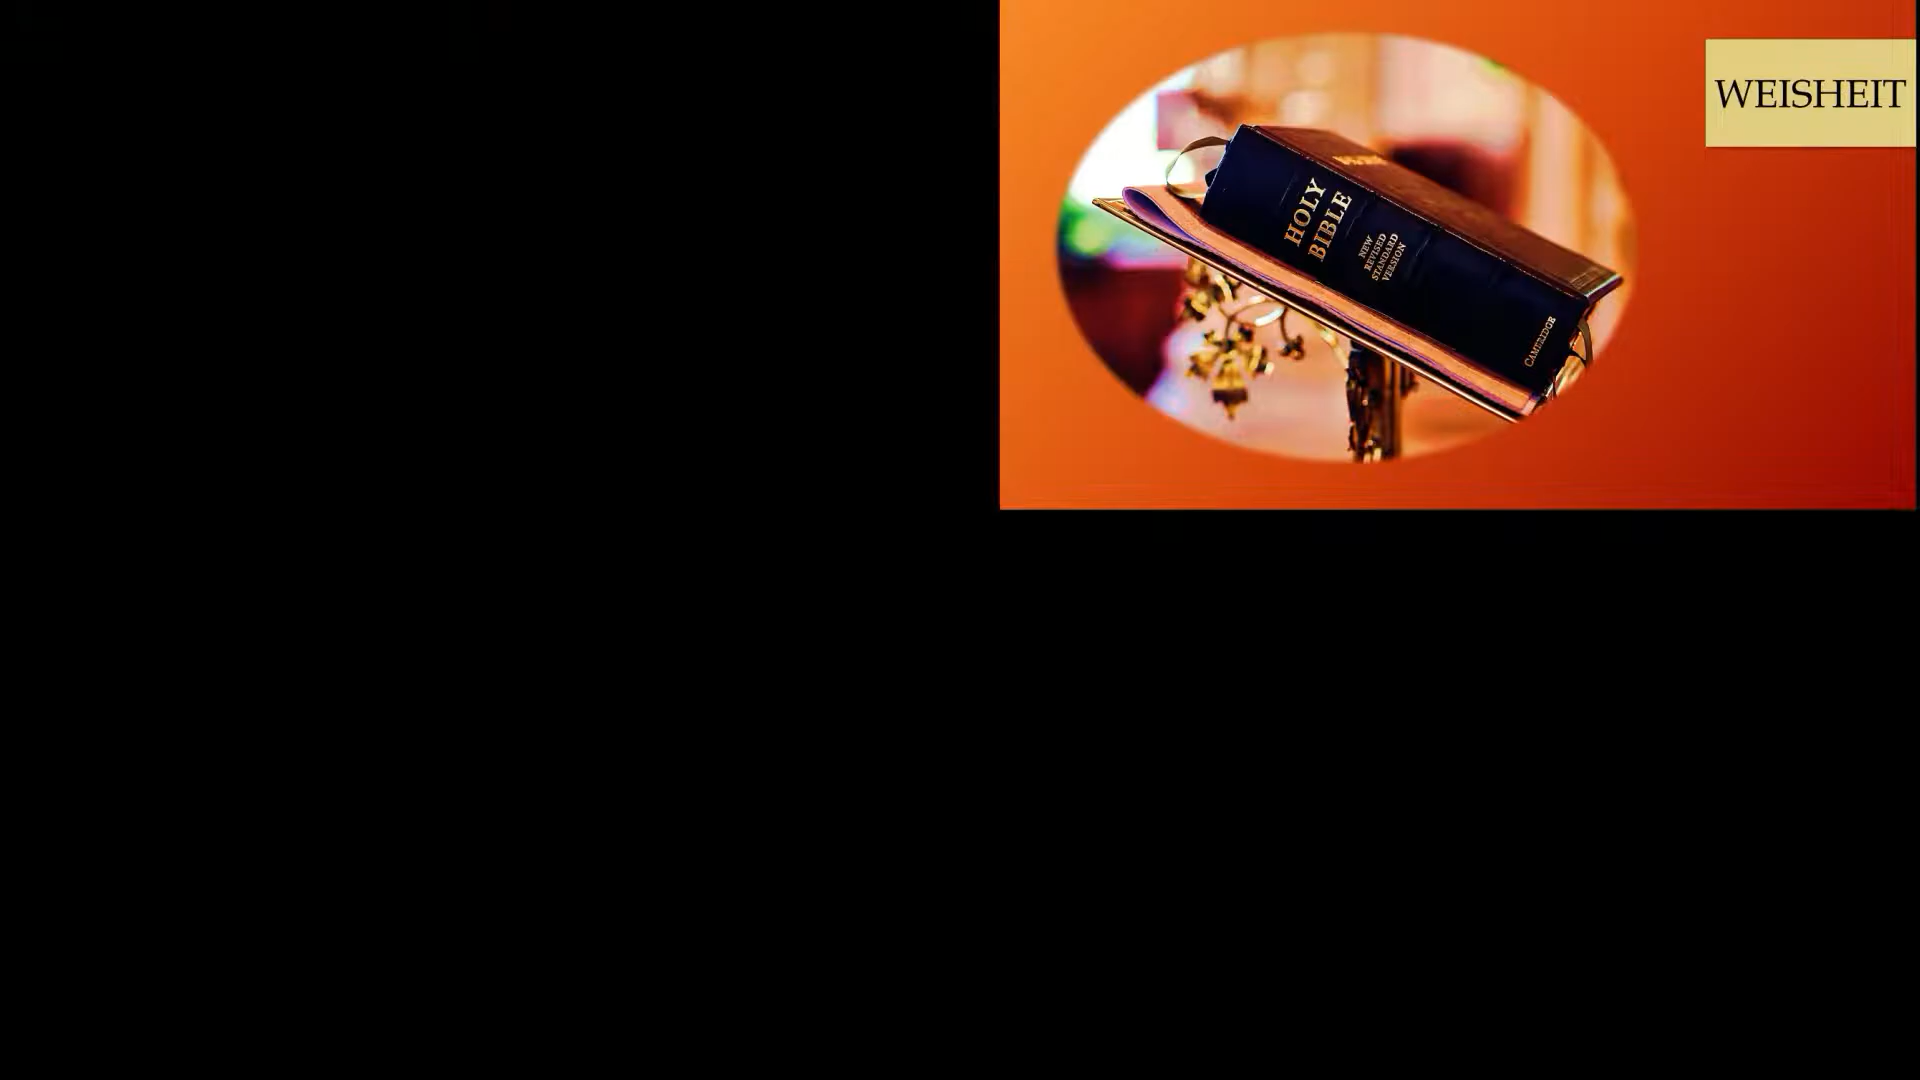 WEISHEIT
HOLY
BIBLE
NEW
REVISED
STANDARD
VERSION
CAMBRIDGE